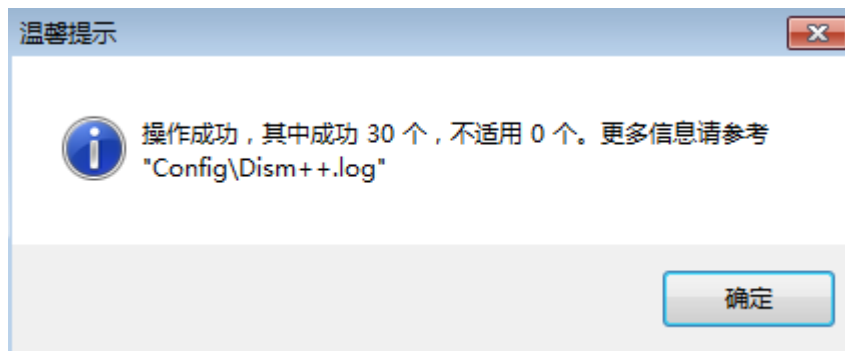 温馨提示
操作成功，其中成功 30 个，不适用 0 个。更多信息请参考
"Config\Dism++.log"
确定